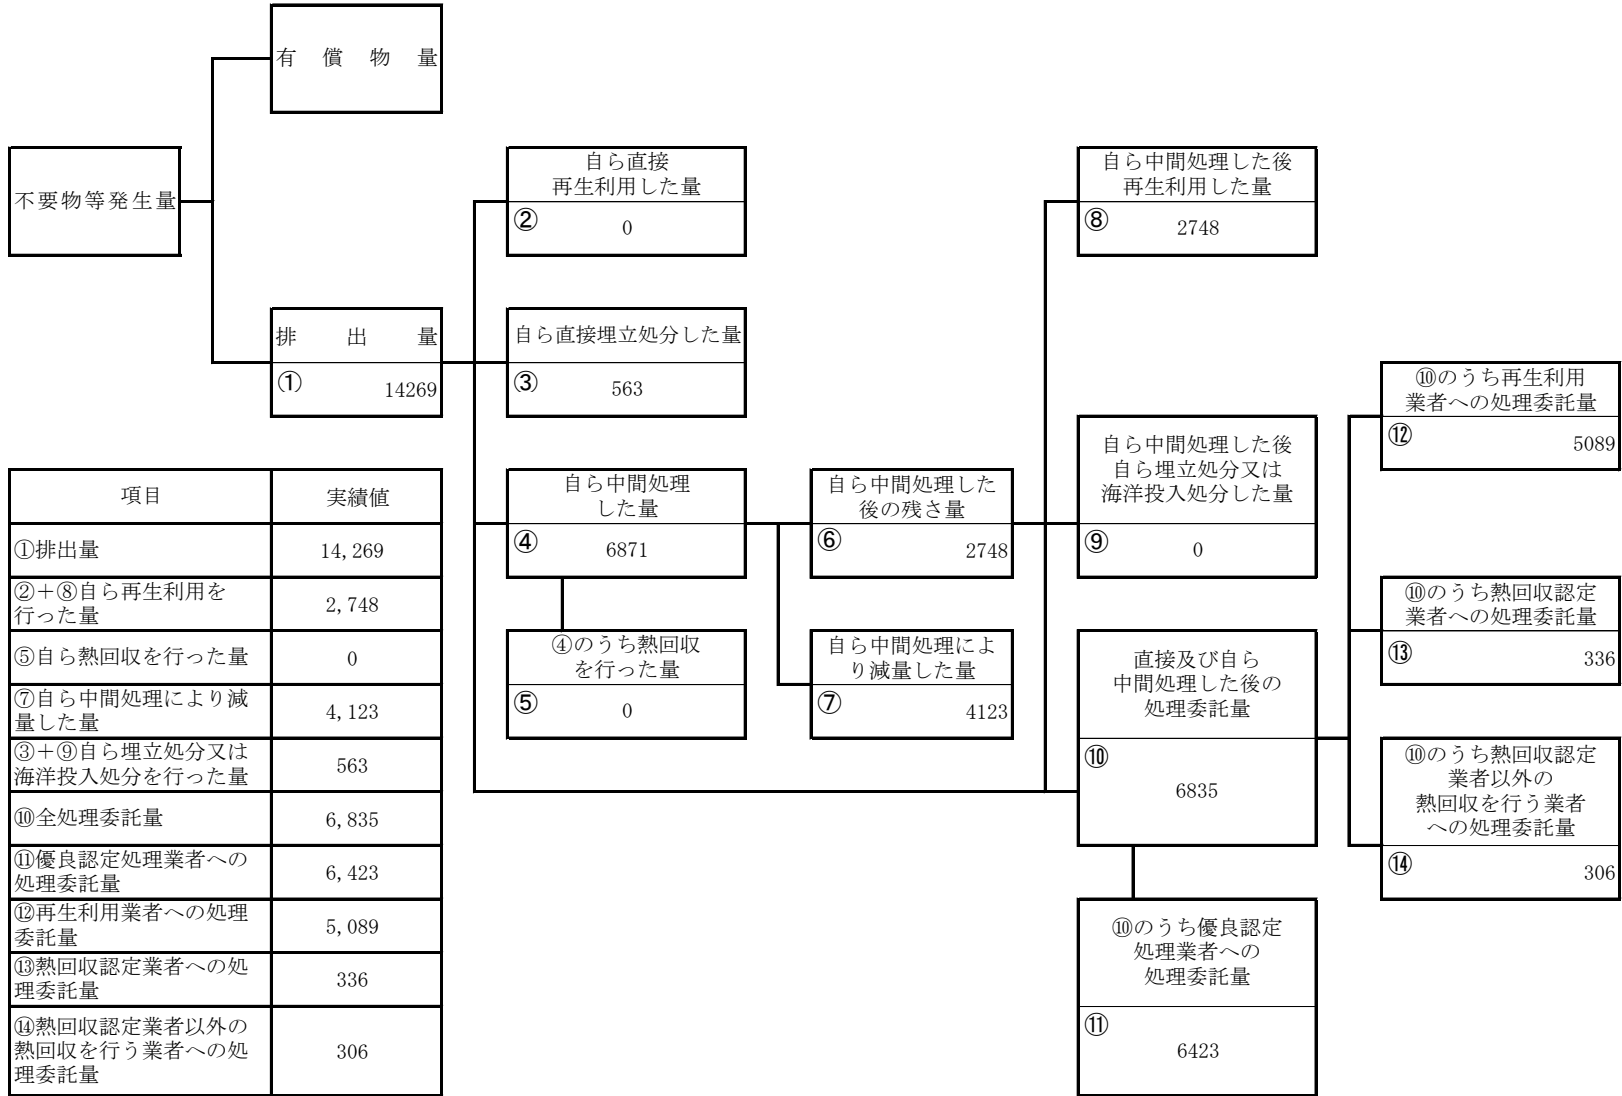 有償物量
不要物等発生量
排出量
① 14269
自ら直接
再生利用した量
② 0
自ら直接埋立処分した量
③ 563
自ら中間処理
した量
④ 6871
④のうち熱回収
を行った量
⑤ 0
自ら中間処理した
後の残さ量
⑥ 2748
自ら中間処理によ
り減量した量
⑦ 4123
自ら中間処理した後
再生利用した量
⑧ 2748
自ら中間処理した後
自ら埋立処分又は
海洋投入処分した量
⑨ 0
直接及び自ら
中間処理した後の
処理委託量
⑩
6835
⑩のうち優良認定
処理業者への
処理委託量
⑪
6423
⑩のうち再生利用
業者への処理委託量
⑫ 5089
⑩のうち熱回収認定
業者への処理委託量
⑬ 336
⑩のうち熱回収認定
業者以外の
熱回収を行う業者
への処理委託量
⑭ 306
項目 実績値
①排出量 14,269
②＋⑧自ら再生利用を
行った量 2,748
⑤自ら熱回収を行った量 0
⑦自ら中間処理により減
量した量 4,123
③＋⑨自ら埋立処分又は
海洋投入処分を行った量 563
⑩全処理委託量 6,835
⑪優良認定処理業者への
処理委託量 6,423
⑫再生利用業者への処理
委託量 5,089
⑬熱回収認定業者への処
理委託量 336
⑭熱回収認定業者以外の
熱回収を行う業者への処
理委託量 306